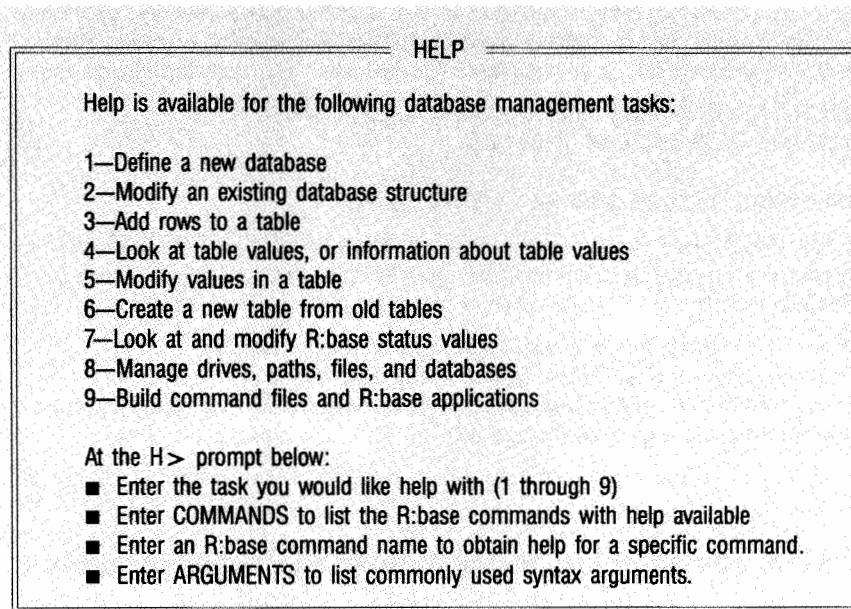 HELP
Help is available for the following database management tasks:
1—Define a new database
2—Modify an existing database structure
3—Add rows to a table
4—Look at table values, or information about table values
5—Modify values in a table
6—Create a new table from old tables
7—Look at and modify R:base status values
8—Manage drives, paths, files, and databases
9—Build command files and R:base applications
At the H> prompt below:
■ Enter the task you would like help with (1 through 9)
■ Enter COMMANDS to list the R:base commands with help available
■ Enter an R:base command name to obtain help for a specific command.
■ Enter ARGUMENTS to list commonly used syntax arguments.